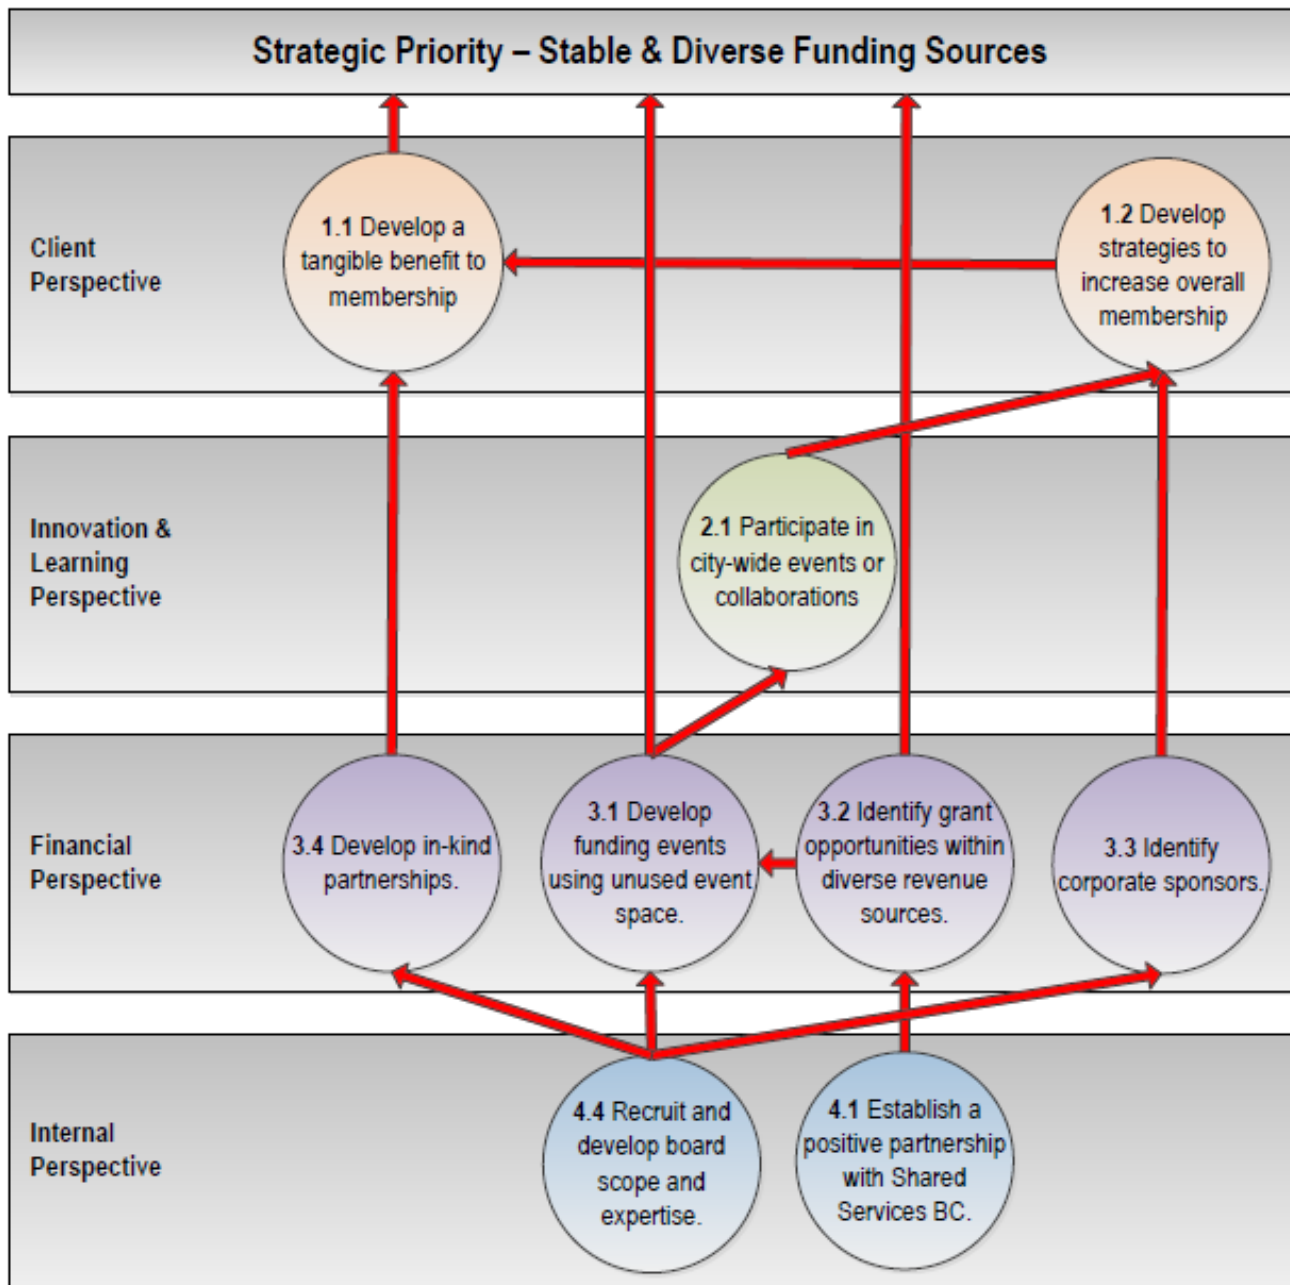 Strategic Priority – Stable & Diverse Funding Sources
Client
Perspective
1.1 Develop a
tangible benefit to
membership
1.2 Develop
strategies to
increase overall
membership
Innovation &
Learning
Perspective
2.1 Participate in
city-wide events or
collaborations
Financial
Perspective
3.4 Develop in-kind
partnerships.
3.1 Develop
funding events
using unused event
space.
3.2 Identify grant
opportunities within
diverse revenue
sources.
3.3 Identify
corporate sponsors.
Internal
Perspective
4.4 Recruit and
develop board
scope and
expertise.
4.1 Establish a
positive partnership
with Shared
Services BC.